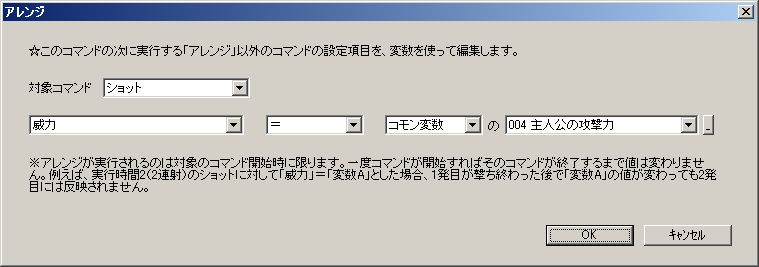 アレンジ
☆このコマンドの次に実行する「アレンジ」以外のコマンドの設定項目を、変数を使って編集します。
対象コマンド ショット
威力 = コモン変数 の 004 主人公の攻撃力 _
※アレンジが実行されるのは対象のコマンド開始時に限ります。一度コマンドが開始すればそのコマンドが終了するまで値は変わりませ
ん。例えば、実行時間2(2連射)のショットに対して「威力」=「変数A」とした場合、1発目が撃ち終わった後で「変数A」の値が変わっても2発
目には反映されません。
OK キャンセル